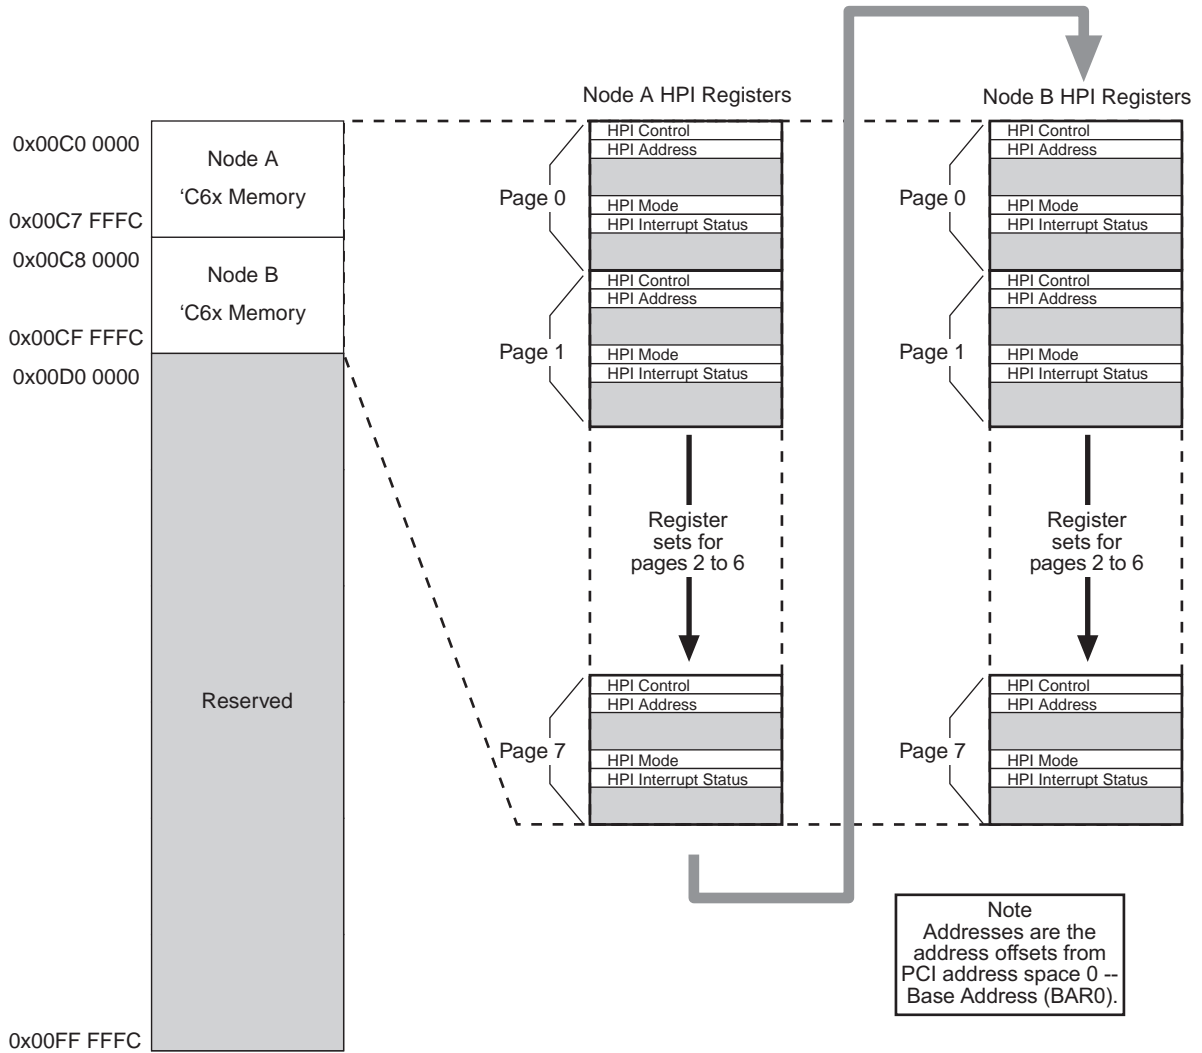 0x00C0 0000
Node A
‘C6x Memory
0x00C7 FFFC
0x00C8 0000
Node B
‘C6x Memory
0x00CF FFFC
0x00D0 0000
Reserved
0x00FF FFFC
Node A HPI Registers
Page 0
HPI Control
HPI Address
HPI Mode
HPI Interrupt Status
Page 1
HPI Control
HPI Address
HPI Mode
HPI Interrupt Status
Register
sets for
pages 2 to 6
Page 7
HPI Control
HPI Address
HPI Mode
HPI Interrupt Status
Node B HPI Registers
Page 0
HPI Control
HPI Address
HPI Mode
HPI Interrupt Status
Page 1
HPI Control
HPI Address
HPI Mode
HPI Interrupt Status
Register
sets for
pages 2 to 6
Page 7
HPI Control
HPI Address
HPI Mode
HPI Interrupt Status
Note
Addresses are the
address offsets from
PCI address space 0 --
Base Address (BAR0).